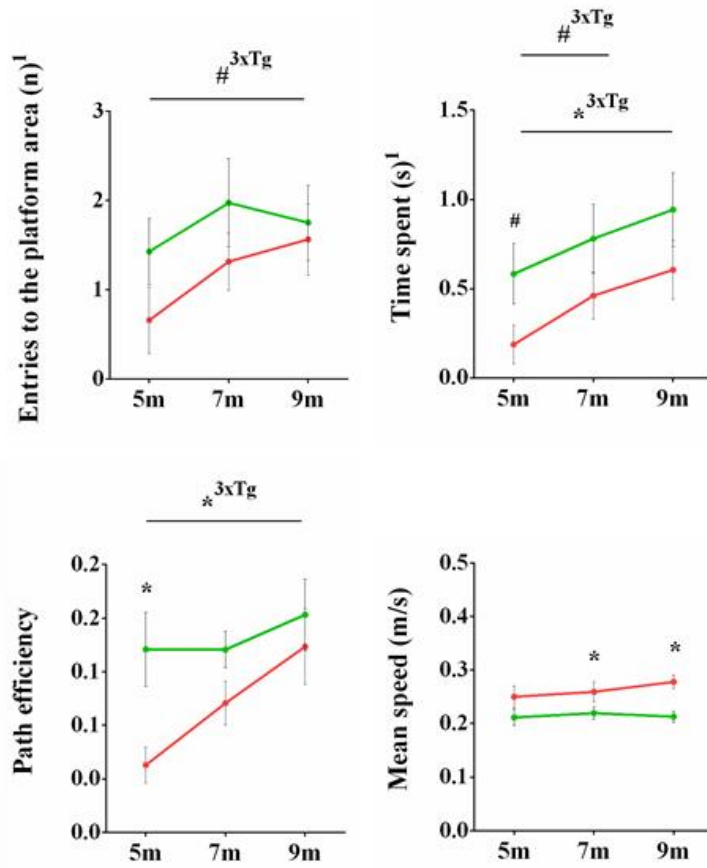 Entries to the platform area (n)¹
#3xTg
3
2
1
0
5m 7m 9m
Time spent (s)¹
#3xTg
*3xTg
#
1.5
1.0
0.5
0.0
5m 7m 9m
Path efficiency
*3xTg
*
0.2
0.2
0.1
0.1
0.0
0.0
5m 7m 9m
Mean speed (m/s)
* *
0.5
0.4
0.3
0.2
0.1
0.0
5m 7m 9m